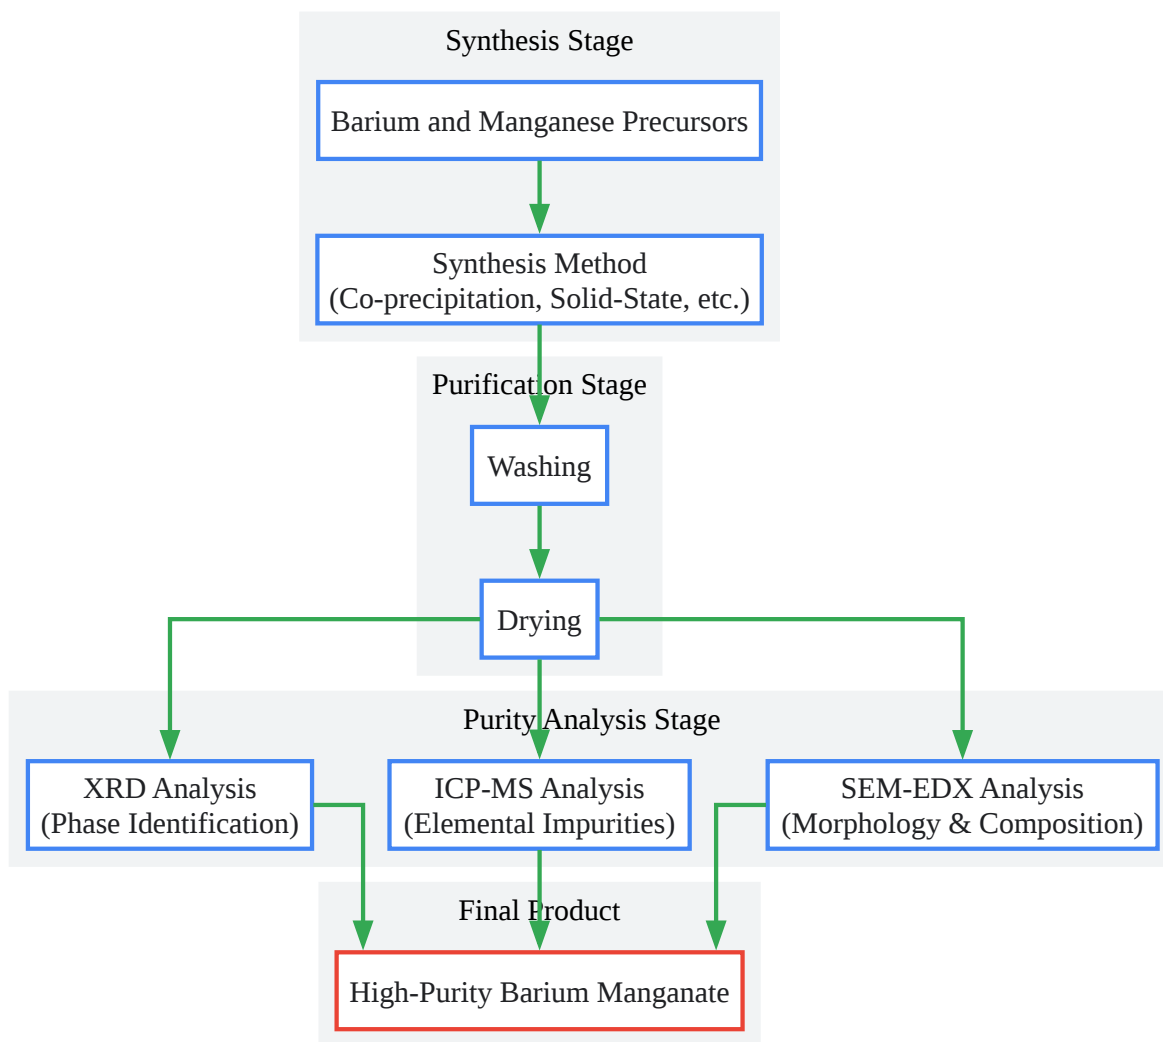 Synthesis Stage
Barium and Manganese Precursors
Synthesis Method
(Co-precipitation, Solid-State, etc.)
Purification Stage
Washing
Drying
Purity Analysis Stage
XRD Analysis
(Phase Identification)
ICP-MS Analysis
(Elemental Impurities)
SEM-EDX Analysis
(Morphology & Composition)
Final Product
High-Purity Barium Manganate